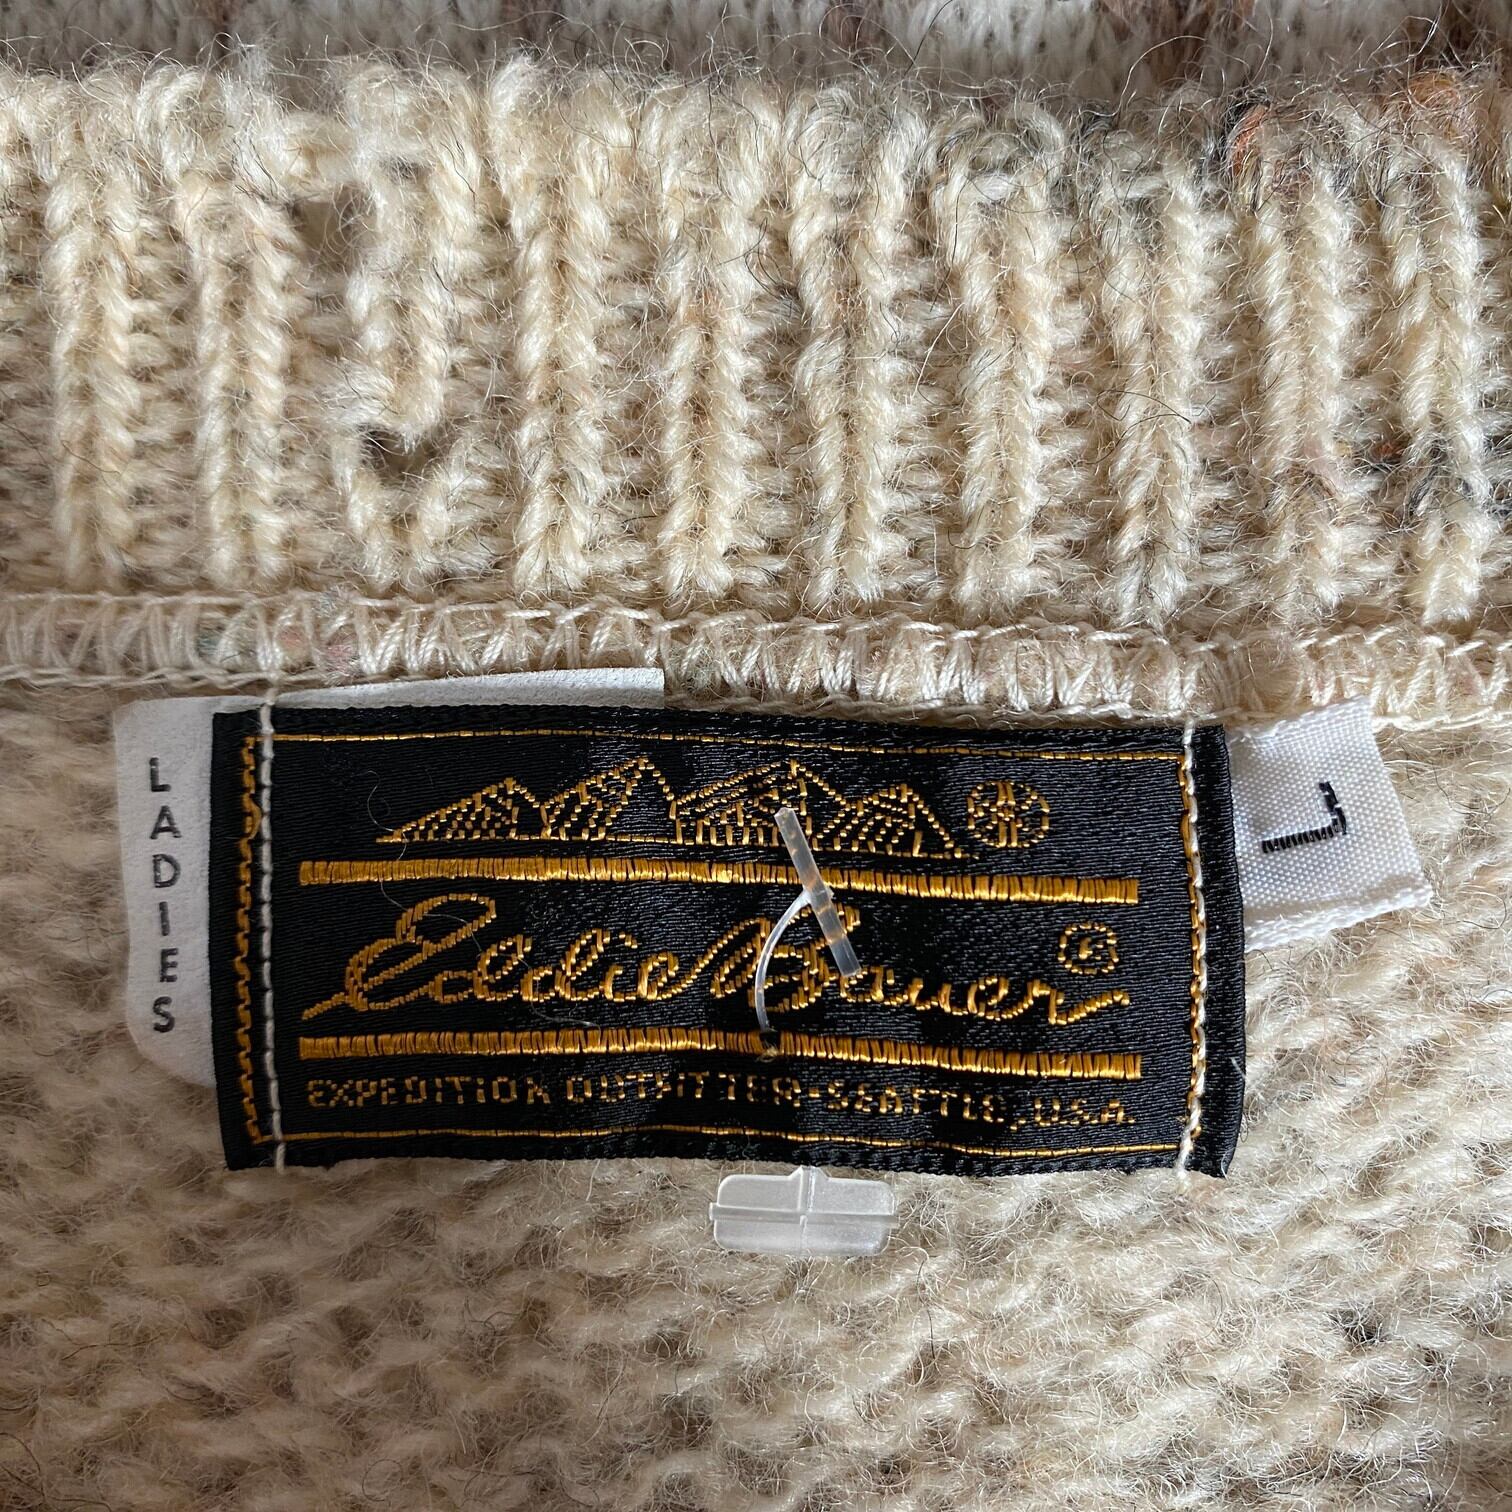 LADIES
Eddie Bauer ®
EXPEDITION OUTFITTER•SEATTLE, U.S.A.
L